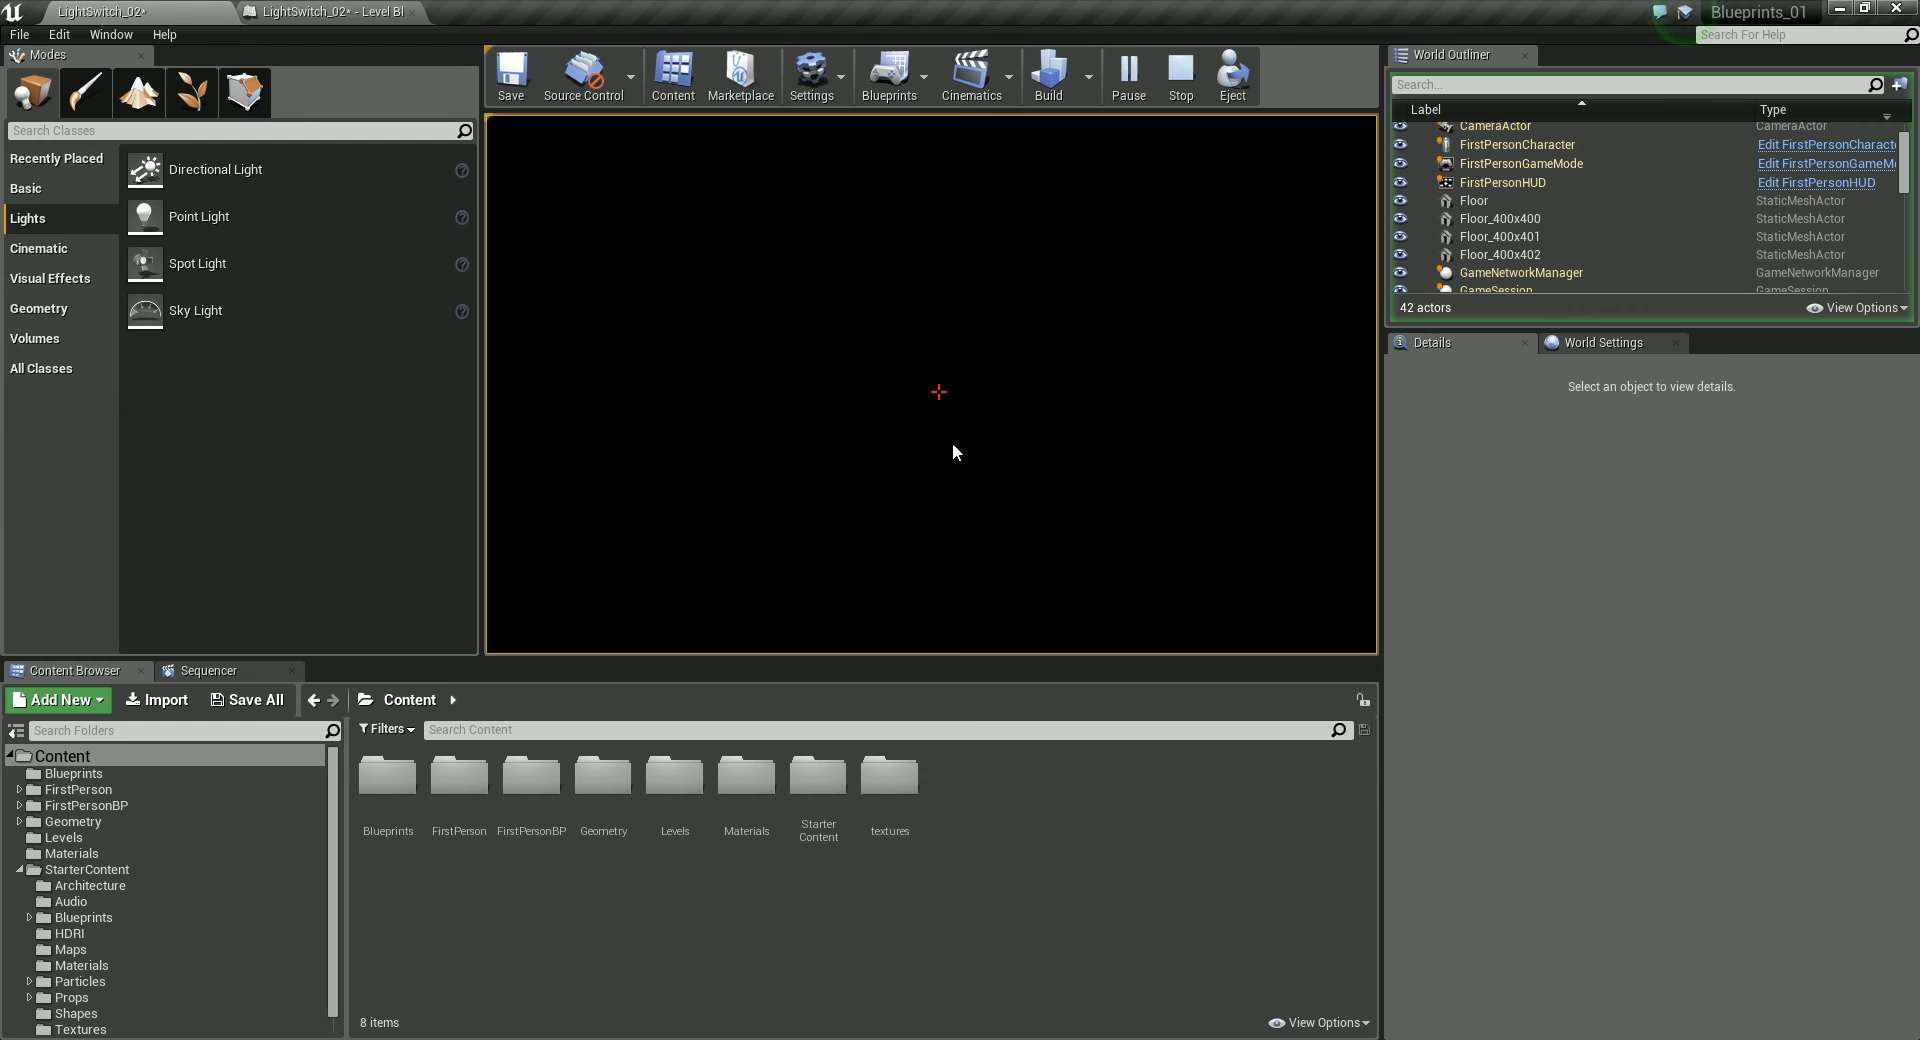 LightSwitch_02*
LightSwitch_02* - Level Bl
Blueprints_01
File
Edit
Window
Help
Search For Help
Modes
Search Classes
Recently Placed
Basic
Lights
Cinematic
Visual Effects
Geometry
Volumes
All Classes
Directional Light
Point Light
Spot Light
Sky Light
Save
Source Control
Content
Marketplace
Settings
Blueprints
Cinematics
Build
Pause
Stop
Eject
World Outliner
Search...
Label
Type
CameraActor
CameraActor
FirstPersonCharacter
Edit FirstPersonCharact
FirstPersonGameMode
Edit FirstPersonGameM
FirstPersonHUD
Edit FirstPersonHUD
Floor
StaticMeshActor
Floor_400x400
StaticMeshActor
Floor_400x401
StaticMeshActor
Floor_400x402
StaticMeshActor
GameNetworkManager
GameNetworkManager
GameSession
GameSession
42 actors
View Options
Details
World Settings
Select an object to view details.
Content Browser
Sequencer
Add New
Import
Save All
Content
Search Folders
Filters
Search Content
Content
Blueprints
FirstPerson
FirstPersonBP
Geometry
Levels
Materials
StarterContent
Architecture
Audio
Blueprints
HDRI
Maps
Materials
Particles
Props
Shapes
Textures
Blueprints
FirstPerson
FirstPersonBP
Geometry
Levels
Materials
Starter
Content
textures
8 items
View Options